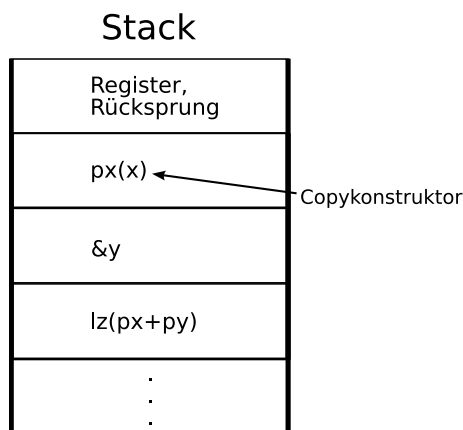 Stack
Register,
Rücksprung
px(x)
Copykonstruktor
&y
lz(px+py)
.
.
.